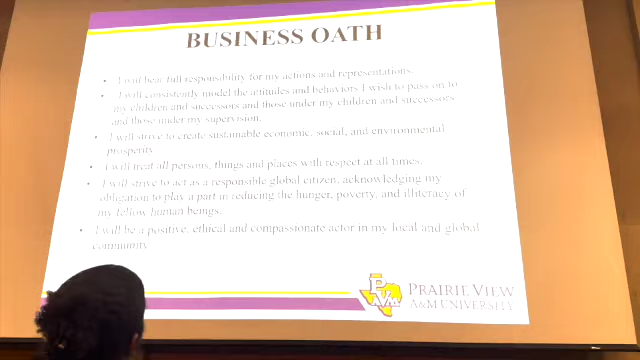 BUSINESS OATH
• I will bear full responsibility for my actions and representations.
• I will consistently model the attitudes and behaviors I wish to pass on to
my children and successors and those under my children and successors
and those under my supervision.
• I will strive to create sustainable economic, social, and environmental
prosperity
• I will treat all persons, things and places with respect at all times.
• I will strive to act as a responsible global citizen, acknowledging my
obligation to play a part in reducing the hunger, poverty, and illiteracy of
my fellow human beings.
• I will be a positive, ethical and compassionate actor in my local and global
community
PVM
PRAIRIE VIEW
A&M UNIVERSITY